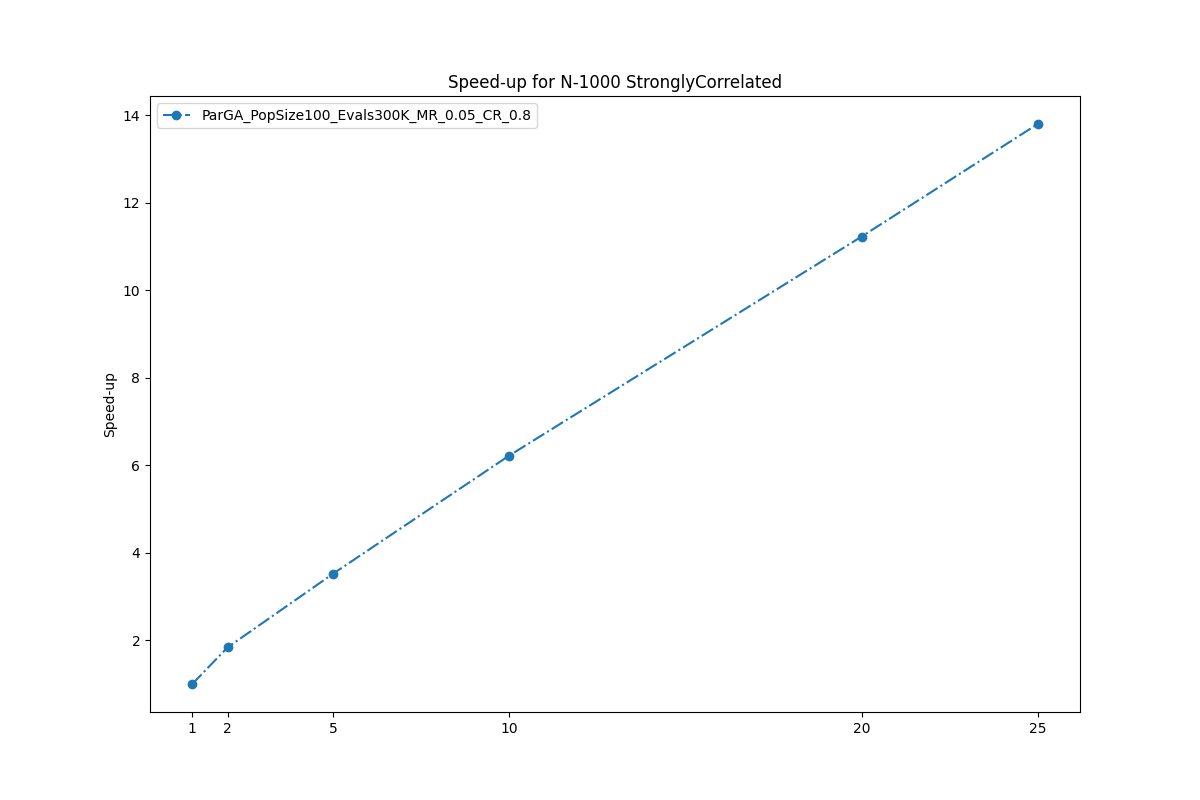 Speed-up for N-1000 StronglyCorrelated
ParGA_PopSize100_Evals300K_MR_0.05_CR_0.8
14
12
10
8
6
4
2
Speed-up
1 2 5 10 20 25